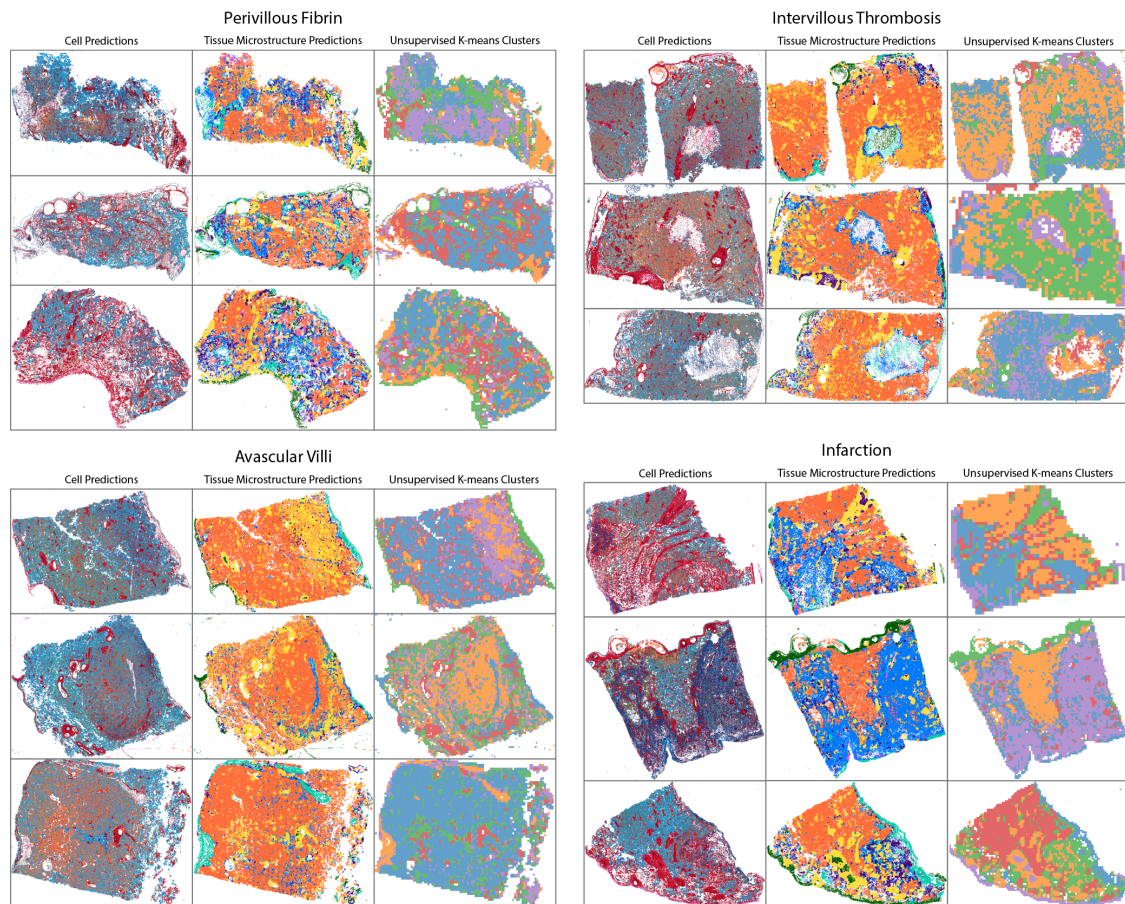 Perivillous Fibrin
Cell Predictions
Tissue Microstructure Predictions
Unsupervised K-means Clusters
Intervillous Thrombosis
Cell Predictions
Tissue Microstructure Predictions
Unsupervised K-means Clusters
Avascular Villi
Cell Predictions
Tissue Microstructure Predictions
Unsupervised K-means Clusters
Infarction
Cell Predictions
Tissue Microstructure Predictions
Unsupervised K-means Clusters